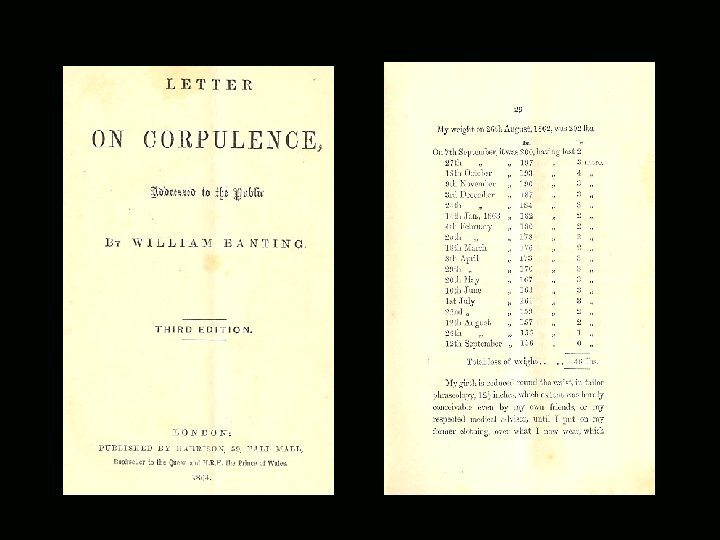 LETTER
ON CORPULENCE,
Addressed to the Public
BY WILLIAM BANTING.
THIRD EDITION.
LONDON:
PUBLISHED BY HARRISON, 59, PALL MALL,
Bookseller to the Queen and H.R.H. the Prince of Wales.
1864.
29
My weight on 26th August, 1862, was 202 lbs.
lbs. lbs.
On 7th September, it was 200, having lost 2
27th „ „ 197 „ 3 more.
19th October „ 193 „ 4 „
9th November „ 190 „ 3 „
3rd December „ 187 „ 3 „
24th „ „ 184 „ 3 „
14th Jan., 1863 „ 182 „ 2 „
4th February „ 180 „ 2 „
25th „ „ 178 „ 2 „
18th March „ 176 „ 2 „
8th April „ 173 „ 3 „
29th „ „ 170 „ 3 „
20th May „ 167 „ 3 „
10th June „ 164 „ 3 „
1st July „ 161 „ 3 „
22nd „ „ 159 „ 2 „
12th August „ 157 „ 2 „
26th „ „ 156 „ 1 „
12th September „ 156 „ 0 „
Total loss of weight.. .. 46 lbs.
My girth is reduced round the waist, in tailor
phraseology, 12¼ inches, which extent was hardly
conceivable even by my own friends, or my
respected medical adviser, until I put on my
former clothing, over what I now wear, which